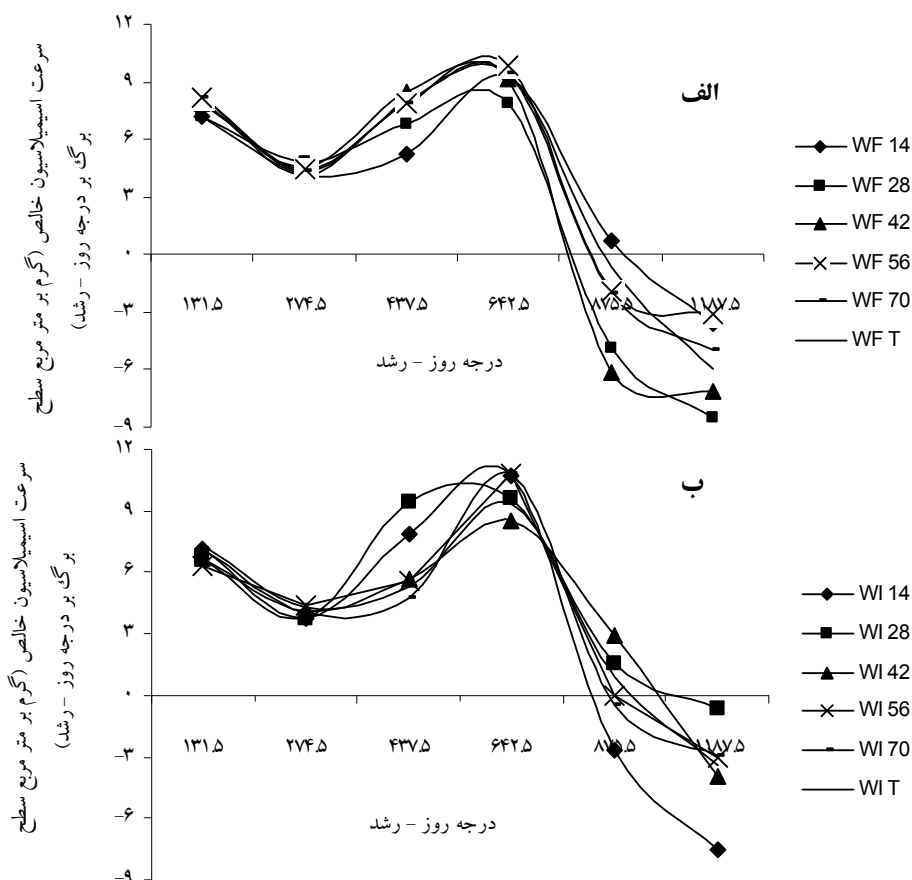 ۱۲
۹
۶
۳
۰
-۳
-۶
-۹
سرعت اسیمیلاسیون خالص (گرم بر متر مربع سطح
برگ بر درجه روز - رشد)
۱۳۱.۵ ۲۷۴.۵ ۴۳۷.۵ ۶۴۲.۵ ۸۷۵.۵ ۱۱۸۷.۵
درجه روز - رشد
الف
WF 14
WF 28
WF 42
WF 56
WF 70
WF T
۱۲
۹
۶
۳
۰
-۳
-۶
-۹
سرعت اسیمیلاسیون خالص (گرم بر متر مربع سطح
برگ بر درجه روز - رشد)
۱۳۱.۵ ۲۷۴.۵ ۴۳۷.۵ ۶۴۲.۵ ۸۷۵.۵ ۱۱۸۷.۵
درجه روز - رشد
ب
WI 14
WI 28
WI 42
WI 56
WI 70
WI T